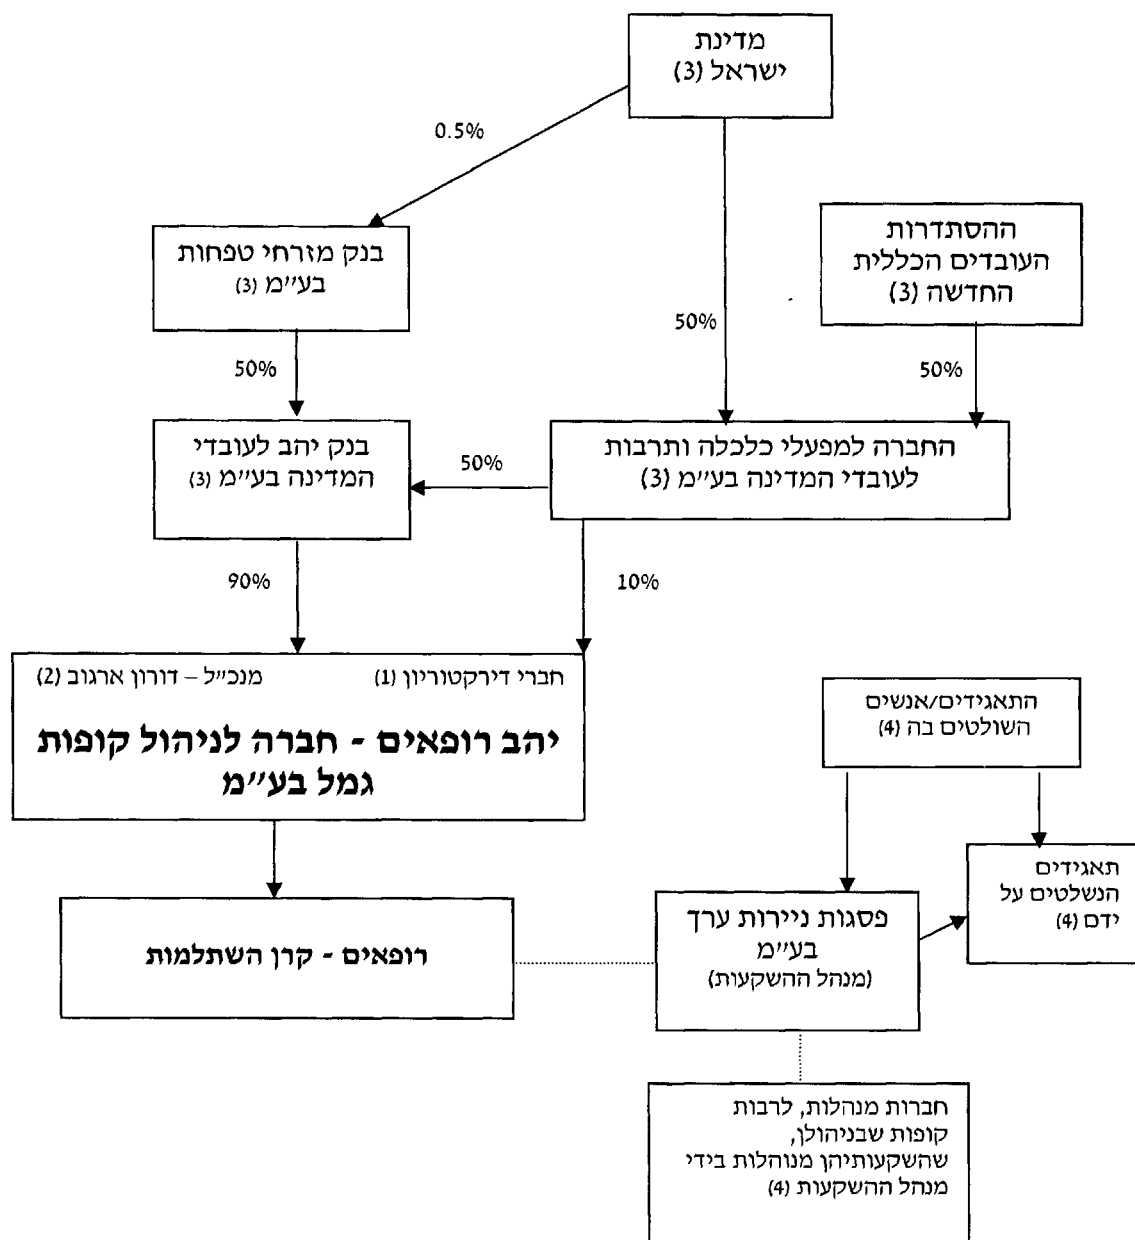 מדינת
ישראל (3)
0.5%
ההסתדרות
העובדים הכללית
החדשה (3)
בנק מזרחי טפחות
בע״מ (3)
50%
50%
50%
בנק יהב לעובדי
המדינה בע״מ (3)
50%
החברה למפעלי כלכלה ותרבות
לעובדי המדינה בע״מ (3)
90%
10%
חברי דירקטוריון (1) מנכ״ל – דורון ארגוב (2)
יהב רופאים - חברה לניהול קופות
גמל בע״מ
התאגידים/אנשים
השולטים בה (4)
תאגידים
הנשלטים על
ידם (4)
פסגות ניירות ערך
בע״מ
(מנהל ההשקעות)
רופאים - קרן השתלמות
חברות מנהלות, לרבות
קופות שבניהולן,
שהשקעותיהן מנוהלות בידי
מנהל ההשקעות (4)